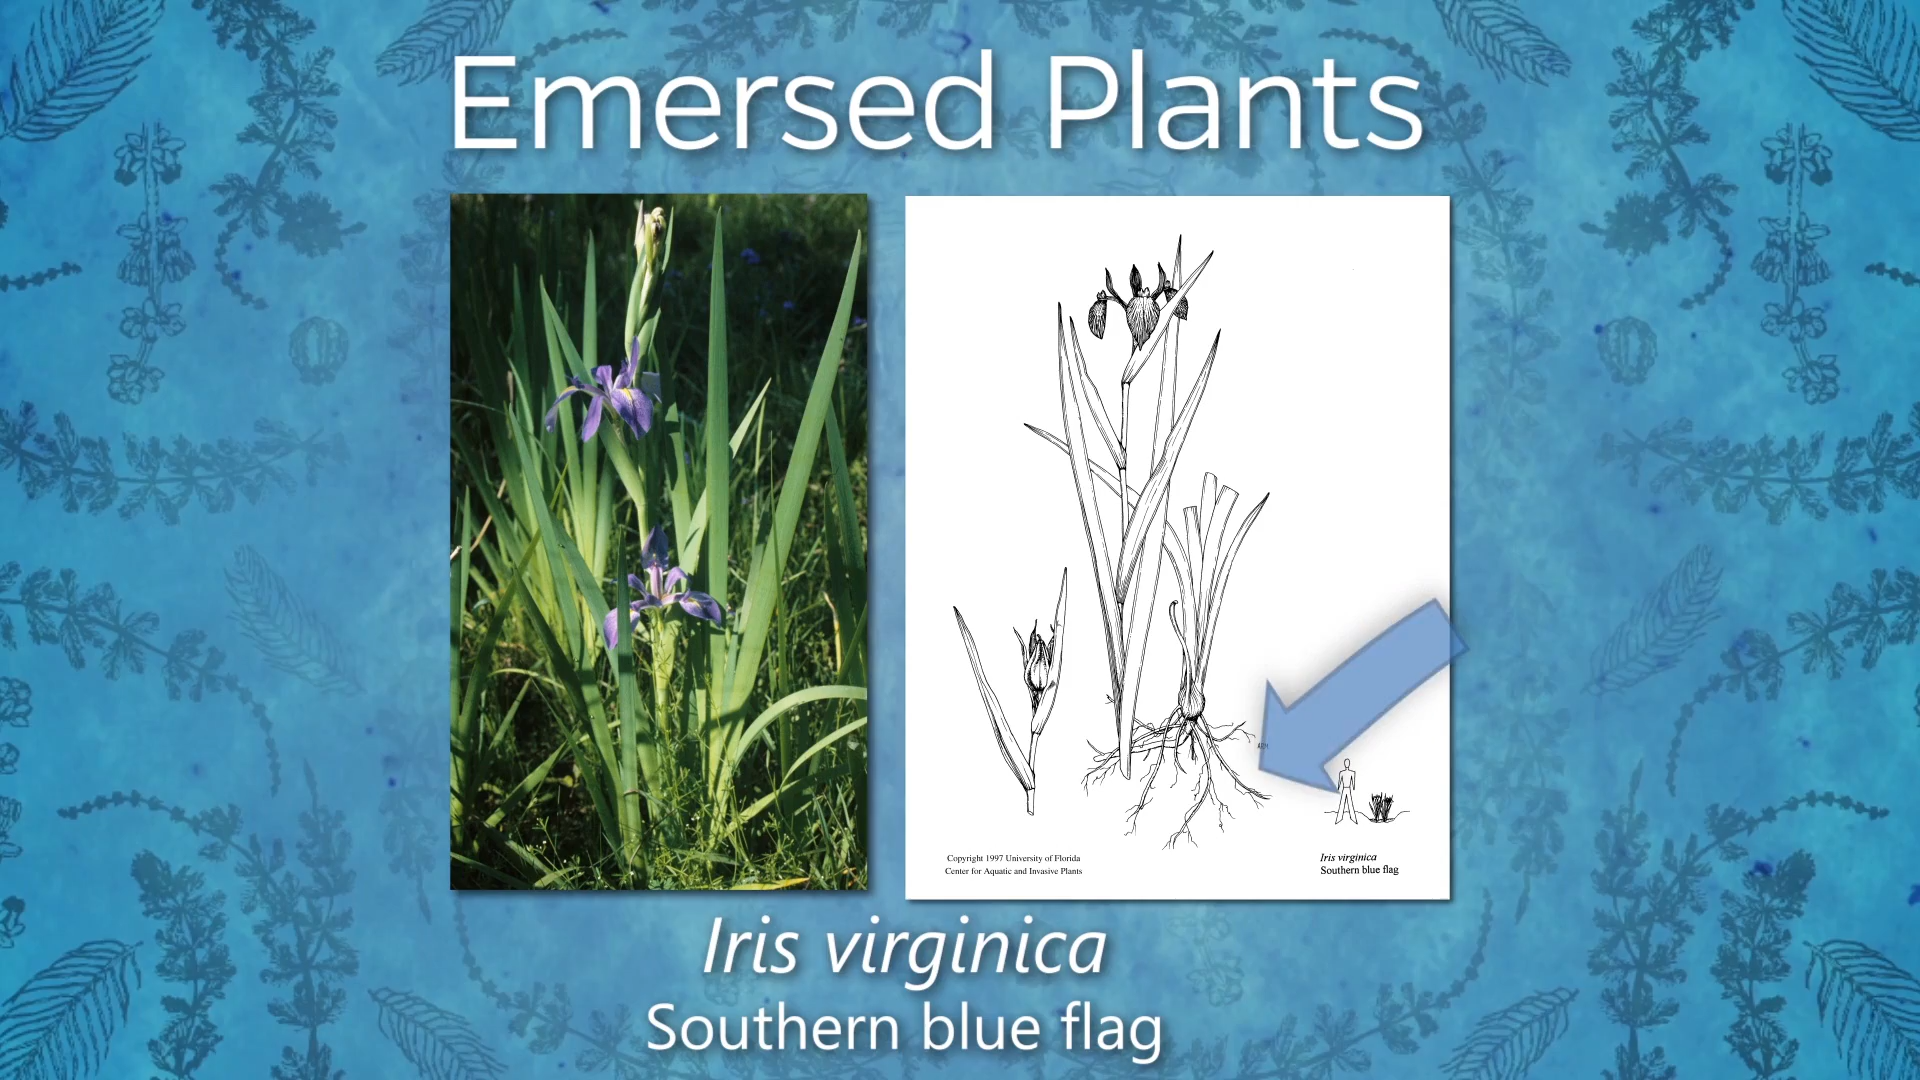 Emersed Plants
Copyright 1997 University of Florida
Center for Aquatic and Invasive Plants
Iris virginica
Southern blue flag
Iris virginica
Southern blue flag